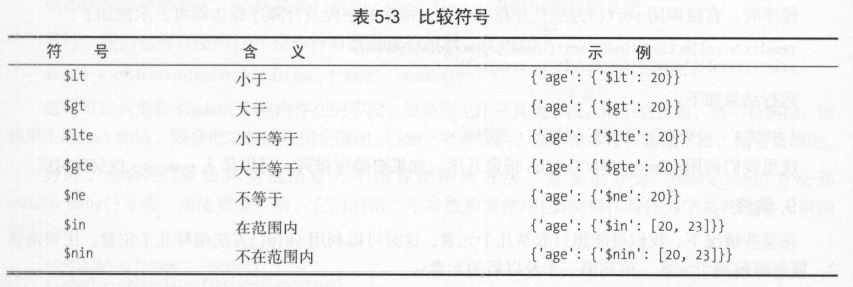 表 5-3 比较符号
符 号 含 义 示 例
$lt 小于 {'age': {'$lt': 20}}
$gt 大于 {'age': {'$gt': 20}}
$lte 小于等于 {'age': {'$lte': 20}}
$gte 大于等于 {'age': {'$gte': 20}}
$ne 不等于 {'age': {'$ne': 20}}
$in 在范围内 {'age': {'$in': [20, 23]}}
$nin 不在范围内 {'age': {'$nin': [20, 23]}}